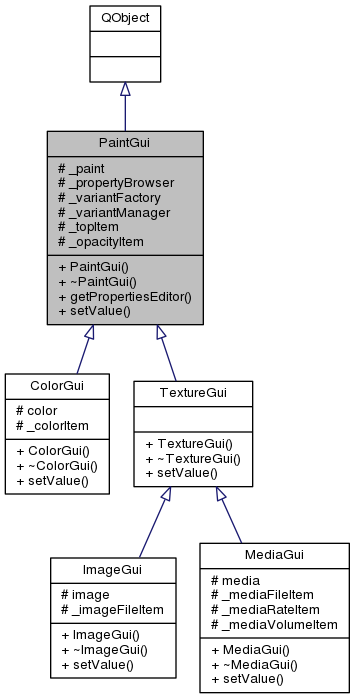 QObject
PaintGui
# _paint
# _propertyBrowser
# _variantFactory
# _variantManager
# _topItem
# _opacityItem
+ PaintGui()
+ ~PaintGui()
+ getPropertiesEditor()
+ setValue()
ColorGui
# color
# _colorItem
+ ColorGui()
+ ~ColorGui()
+ setValue()
TextureGui
+ TextureGui()
+ ~TextureGui()
+ setValue()
ImageGui
# image
# _imageFileItem
+ ImageGui()
+ ~ImageGui()
+ setValue()
MediaGui
# media
# _mediaFileItem
# _mediaRateItem
# _mediaVolumeItem
+ MediaGui()
+ ~MediaGui()
+ setValue()